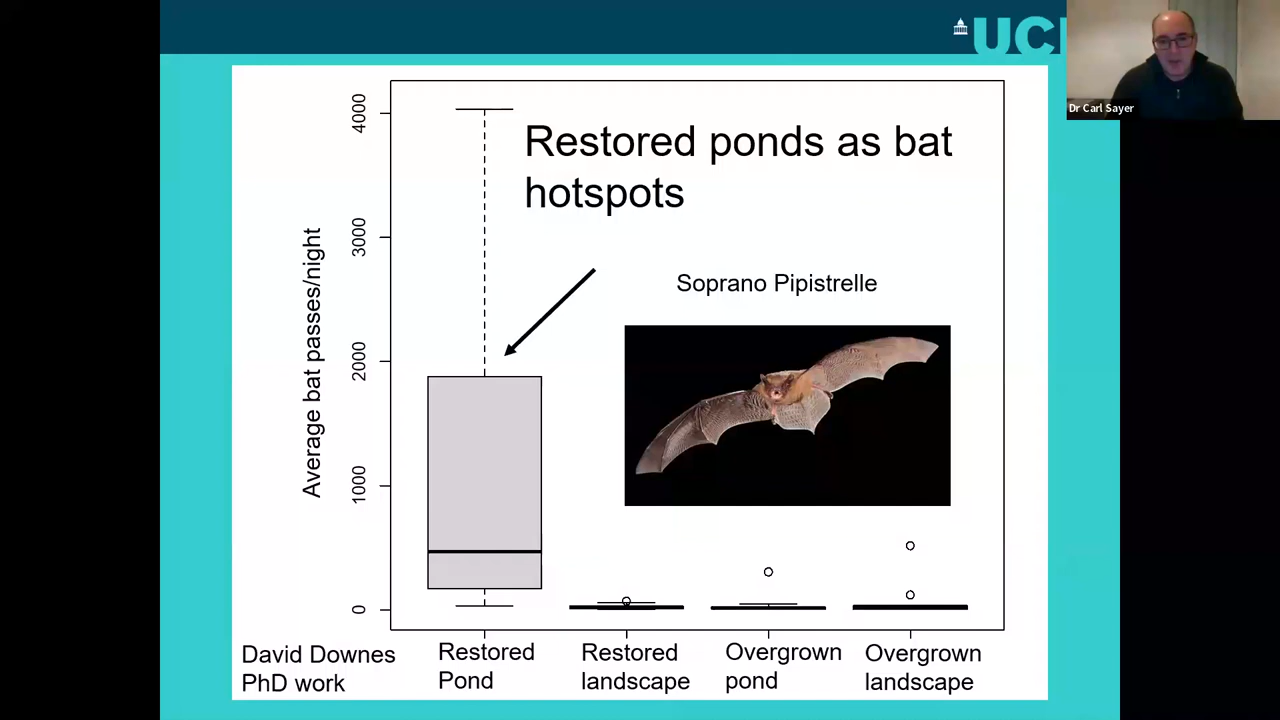 UCL
Dr Carl Sayer
Restored ponds as bat
hotspots
Soprano Pipistrelle
Average bat passes/night
4000
3000
2000
1000
0
Restored
Pond
Restored
landscape
Overgrown
pond
Overgrown
landscape
David Downes
PhD work